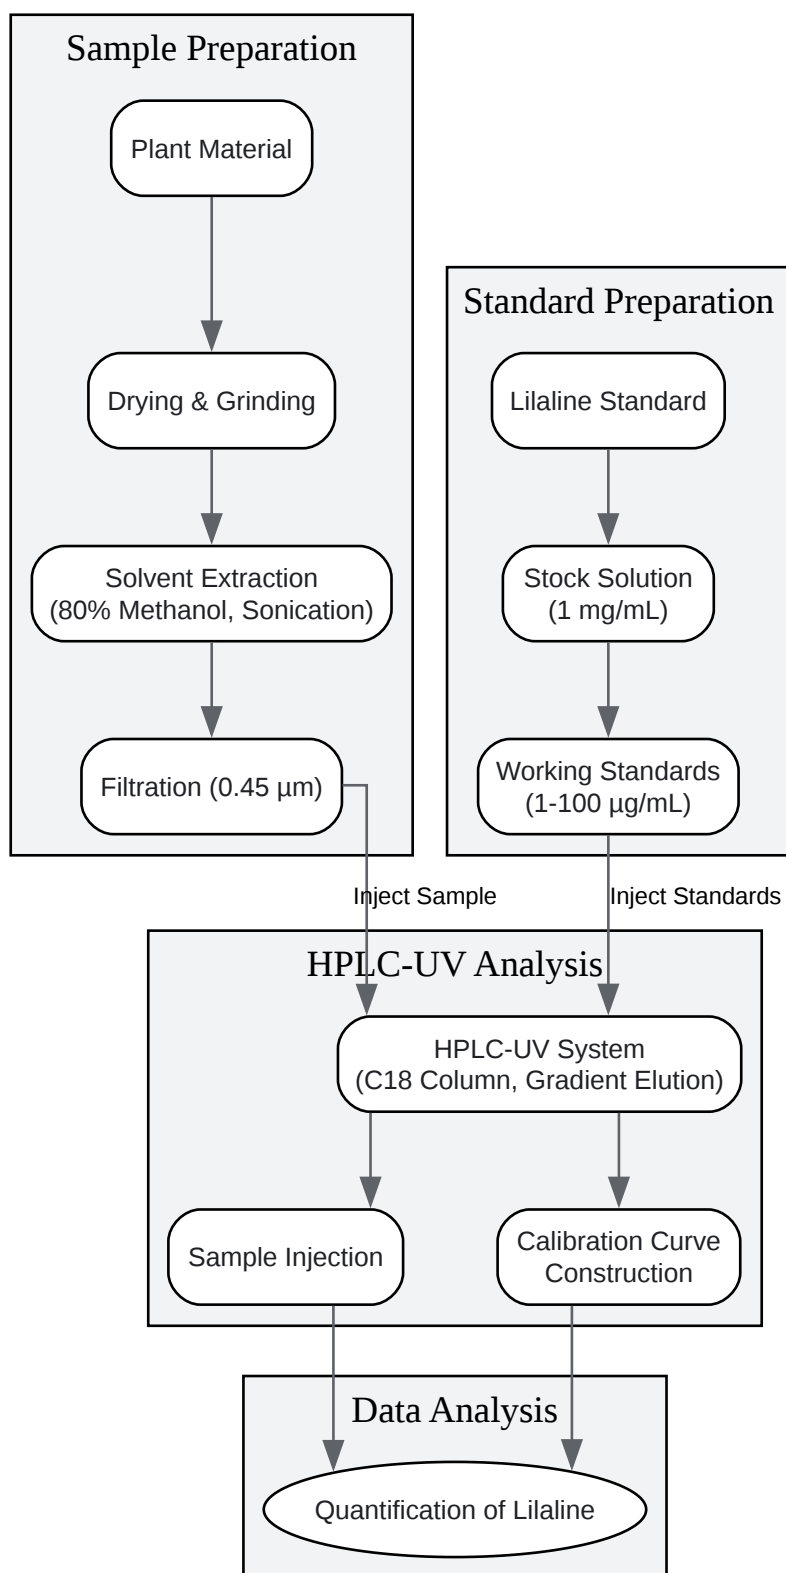 Sample Preparation
Plant Material
Drying & Grinding
Solvent Extraction
(80% Methanol, Sonication)
Filtration (0.45 µm)
Standard Preparation
Lilaline Standard
Stock Solution
(1 mg/mL)
Working Standards
(1-100 µg/mL)
Inject Sample
Inject Standards
HPLC-UV Analysis
HPLC-UV System
(C18 Column, Gradient Elution)
Sample Injection
Calibration Curve
Construction
Data Analysis
Quantification of Lilaline